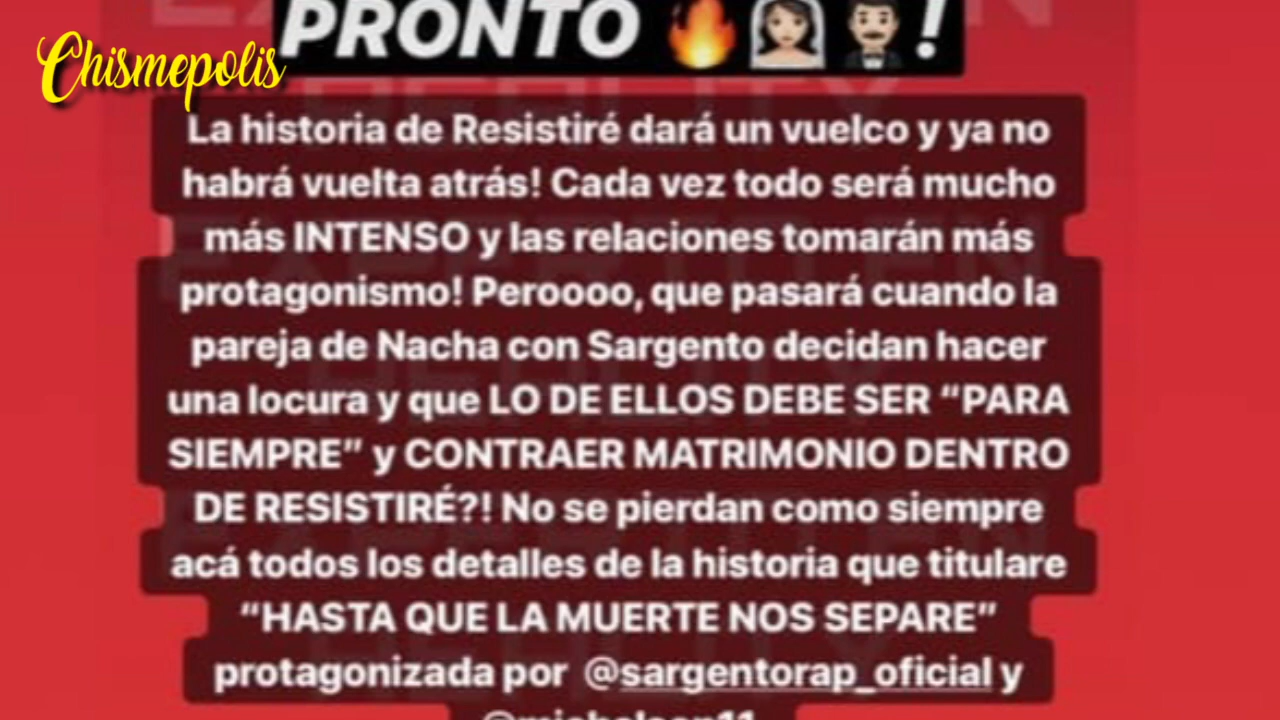 PRONTO 🔥👰🏻🤵🏻!
Chismepolis
La historia de Resistiré dará un vuelco y ya no
habrá vuelta atrás! Cada vez todo será mucho
más INTENSO y las relaciones tomarán más
protagonismo! Peroooo, que pasará cuando la
pareja de Nacha con Sargento decidan hacer
una locura y que LO DE ELLOS DEBE SER “PARA
SIEMPRE” y CONTRAER MATRIMONIO DENTRO
DE RESISTIRÉ?! No se pierdan como siempre
acá todos los detalles de la historia que titulare
“HASTA QUE LA MUERTE NOS SEPARE”
protagonizada por @sargentorap_oficial y